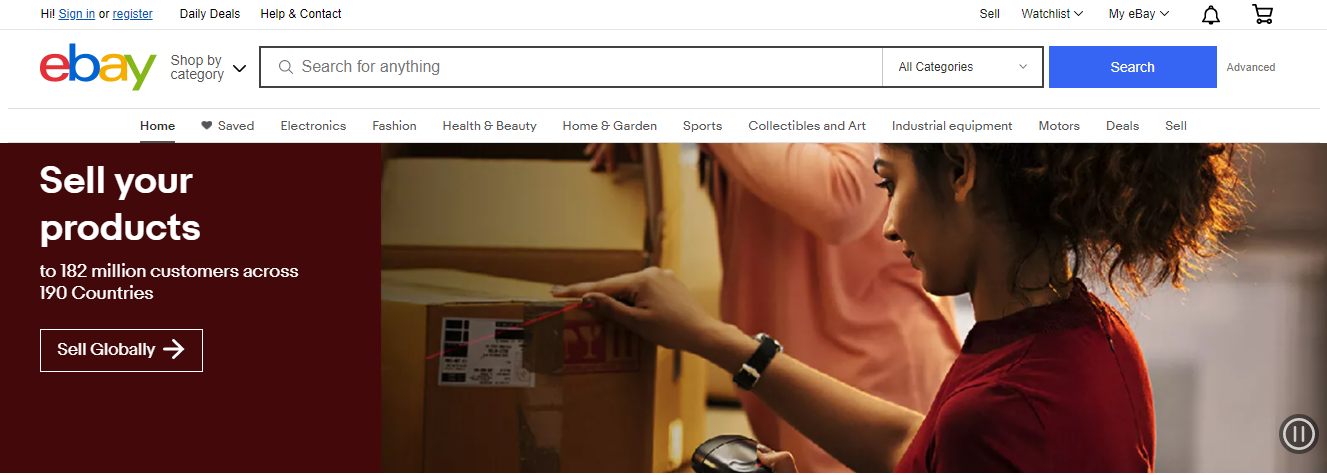 Hi! Sign in or register Daily Deals Help & Contact Sell Watchlist My eBay
ebay
Shop by
category
Search for anything
All Categories
Search
Advanced
Home Saved Electronics Fashion Health & Beauty Home & Garden Sports Collectibles and Art Industrial equipment Motors Deals Sell
Sell your
products
to 182 million customers across
190 Countries
Sell Globally